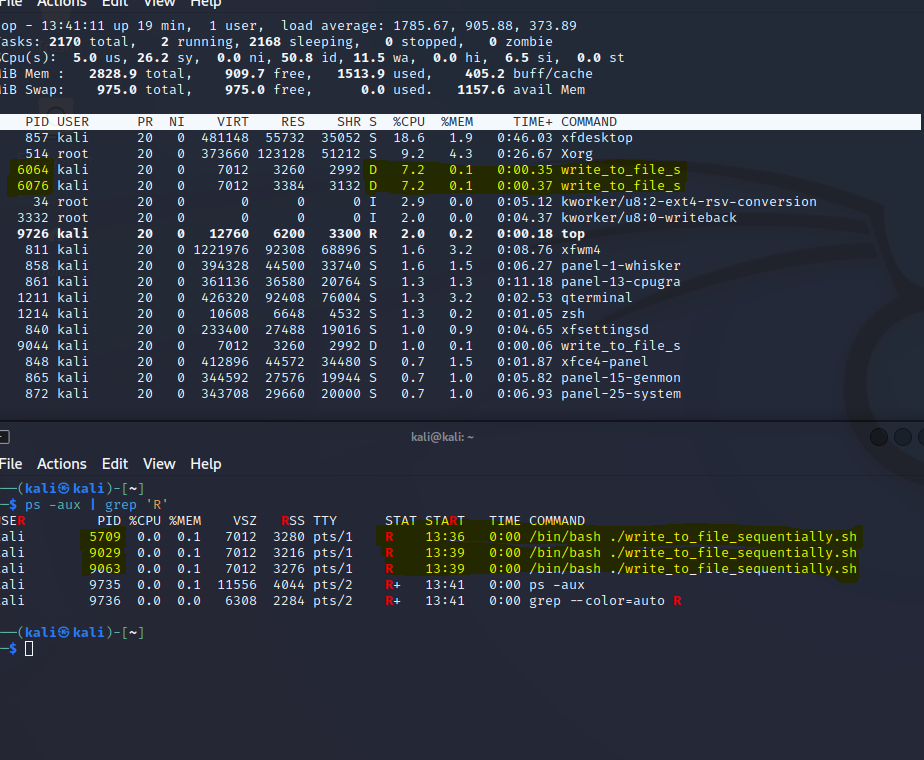 File Actions Edit View Help
op - 13:41:11 up 19 min, 1 user, load average: 1785.67, 905.88, 373.89
asks: 2170 total, 2 running, 2168 sleeping, 0 stopped, 0 zombie
Cpu(s): 5.0 us, 26.2 sy, 0.0 ni, 50.8 id, 11.5 wa, 0.0 hi, 6.5 si, 0.0 st
iB Mem : 2828.9 total, 909.7 free, 1513.9 used, 405.2 buff/cache
iB Swap: 975.0 total, 975.0 free, 0.0 used. 1157.6 avail Mem
PID USER PR NI VIRT RES SHR S %CPU %MEM TIME+ COMMAND
857 kali 20 0 481148 55732 35052 S 18.6 1.9 0:46.03 xfdesktop
514 root 20 0 373660 123128 51212 S 9.2 4.3 0:26.67 Xorg
6064 kali 20 0 7012 3260 2992 D 7.2 0.1 0:00.35 write_to_file_s
6076 kali 20 0 7012 3384 3132 D 7.2 0.1 0:00.37 write_to_file_s
34 root 20 0 0 0 0 I 2.9 0.0 0:05.12 kworker/u8:2-ext4-rsv-conversion
3332 root 20 0 0 0 0 I 2.0 0.0 0:04.37 kworker/u8:0-writeback
9726 kali 20 0 12760 6200 3300 R 2.0 0.2 0:00.18 top
811 kali 20 0 1221976 92308 68896 S 1.6 3.2 0:08.76 xfwm4
858 kali 20 0 394328 44500 33740 S 1.6 1.5 0:06.27 panel-1-whisker
861 kali 20 0 361136 36580 20764 S 1.3 1.3 0:11.18 panel-13-cpugra
1211 kali 20 0 426320 92408 76004 S 1.3 3.2 0:02.53 qterminal
1214 kali 20 0 10608 6648 4532 S 1.3 0.2 0:01.05 zsh
840 kali 20 0 233400 27488 19016 S 1.0 0.9 0:04.65 xfsettingsd
9044 kali 20 0 7012 3260 2992 D 1.0 0.1 0:00.06 write_to_file_s
848 kali 20 0 412896 44572 34480 S 0.7 1.5 0:01.87 xfce4-panel
865 kali 20 0 344592 27576 19944 S 0.7 1.0 0:05.82 panel-15-genmon
872 kali 20 0 343708 29660 20000 S 0.7 1.0 0:06.93 panel-25-system
kali@kali: ~
File Actions Edit View Help
──(kali㉿kali)-[~]
─$ ps -aux | grep 'R'
SER PID %CPU %MEM VSZ RSS TTY STAT START TIME COMMAND
ali 5709 0.0 0.1 7012 3280 pts/1 R 13:36 0:00 /bin/bash ./write_to_file_sequentially.sh
ali 9029 0.0 0.1 7012 3216 pts/1 R 13:39 0:00 /bin/bash ./write_to_file_sequentially.sh
ali 9063 0.0 0.1 7012 3276 pts/1 R 13:39 0:00 /bin/bash ./write_to_file_sequentially.sh
ali 9735 0.0 0.1 11556 4044 pts/2 R+ 13:41 0:00 ps -aux
ali 9736 0.0 0.0 6308 2284 pts/2 R+ 13:41 0:00 grep --color=auto R
──(kali㉿kali)-[~]
─$